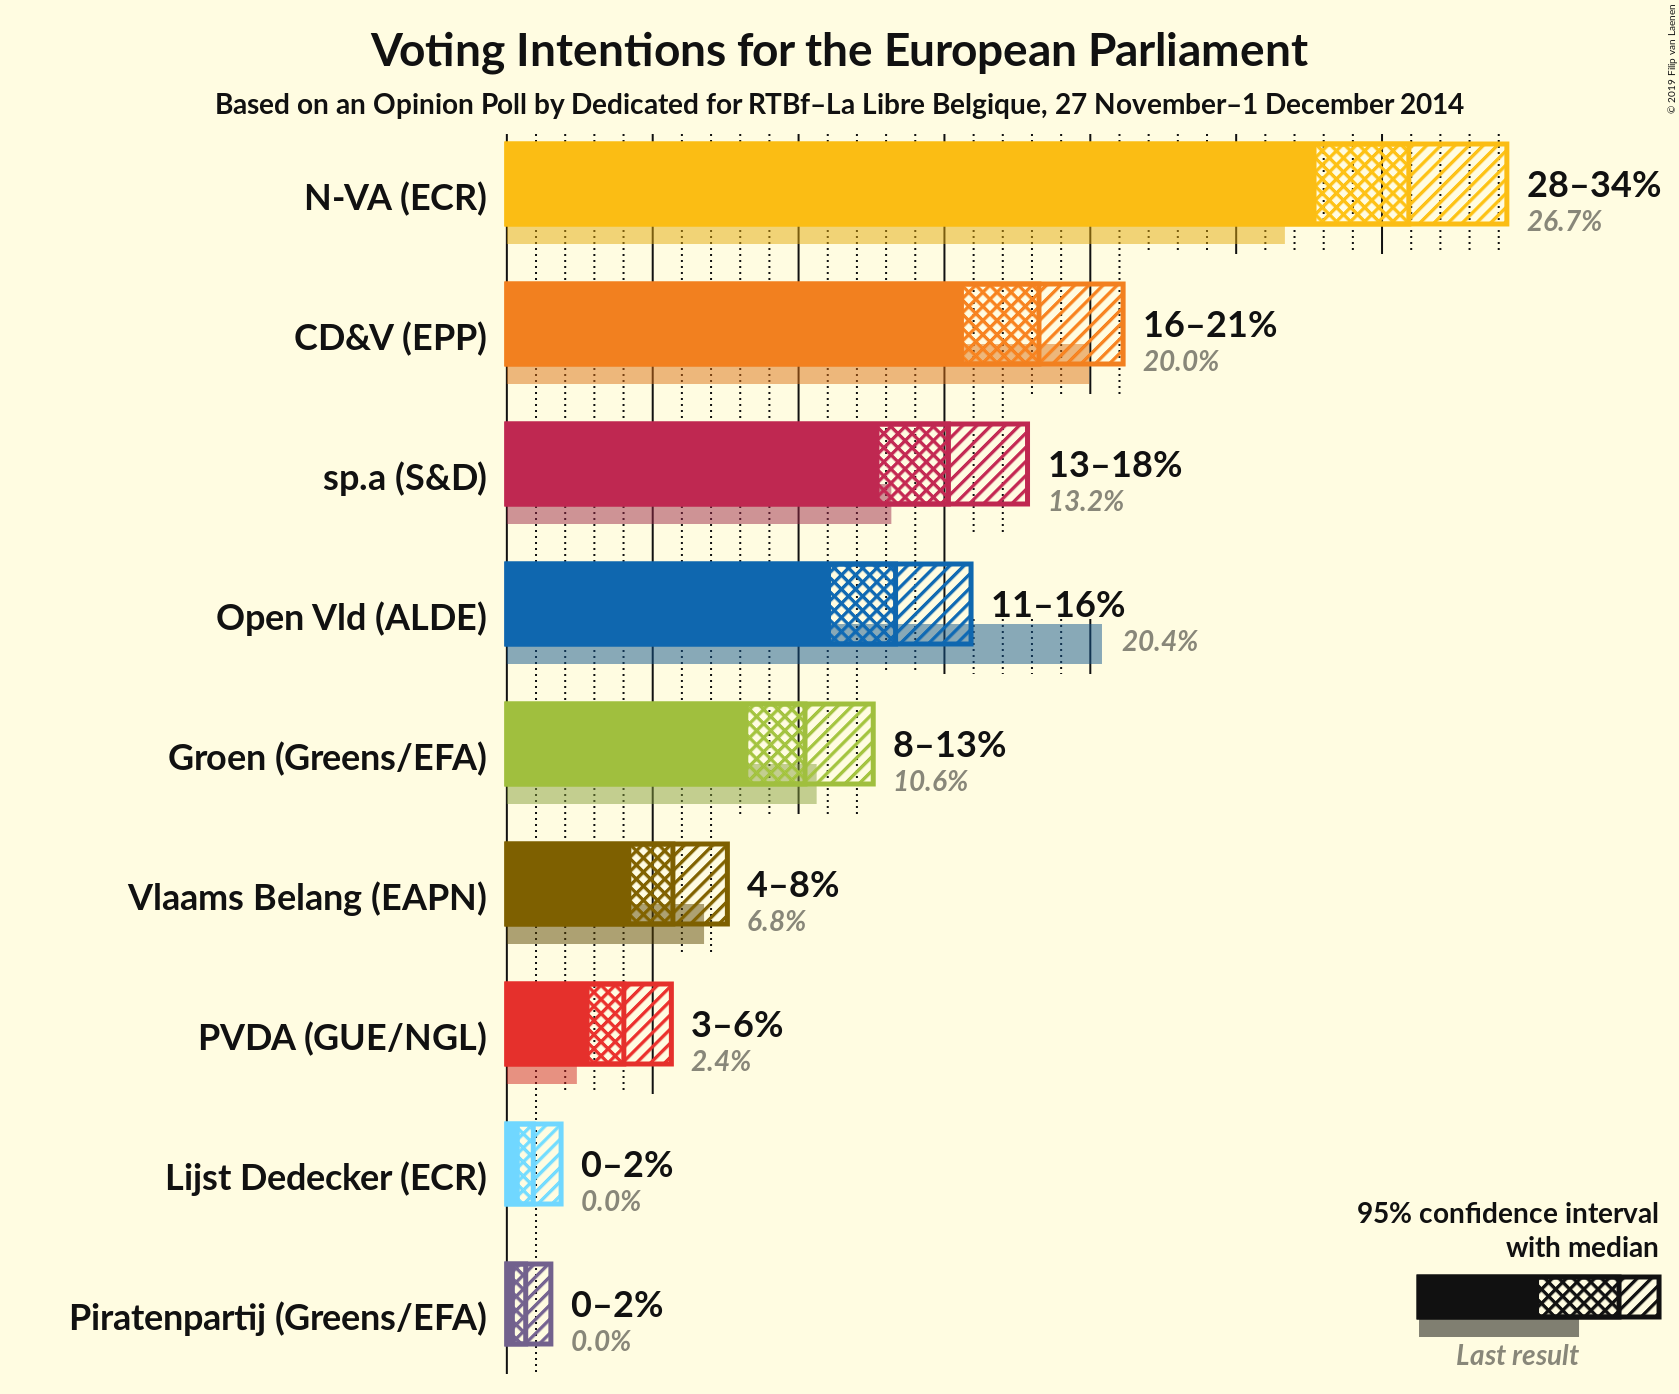 Voting Intentions for the European Parliament
Based on an Opinion Poll by Dedicated for RTBf–La Libre Belgique, 27 November–1 December 2014
© 2019 Filip van Laenen
N-VA (ECR)
28–34%
26.7%
CD&V (EPP)
16–21%
20.0%
sp.a (S&D)
13–18%
13.2%
Open Vld (ALDE)
11–16%
20.4%
Groen (Greens/EFA)
8–13%
10.6%
Vlaams Belang (EAPN)
4–8%
6.8%
PVDA (GUE/NGL)
3–6%
2.4%
Lijst Dedecker (ECR)
0–2%
0.0%
Piratenpartij (Greens/EFA)
0–2%
0.0%
95% confidence interval
with median
Last result